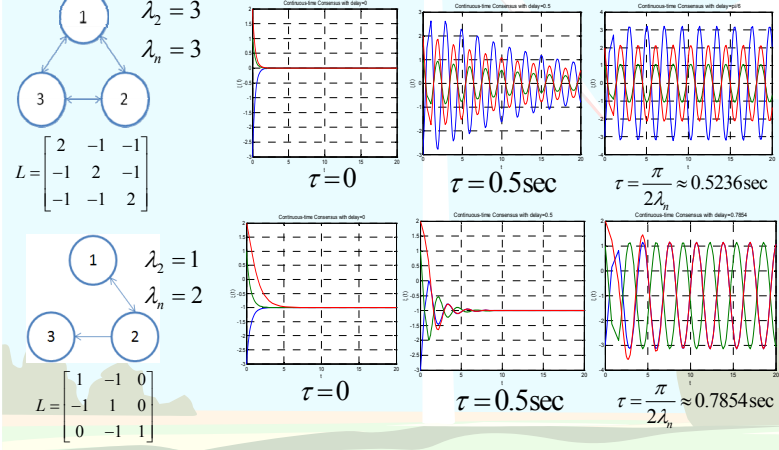 1
3
2
λ₂ = 3
λₙ = 3
L = [2 −1 −1
−1 2 −1
−1 −1 2]
Continuous-time Consensus with delay=0
τ = 0
Continuous-time Consensus with delay=0.5
τ = 0.5sec
Continuous-time Consensus with delay=pi/6
τ = π/2λₙ ≈ 0.5236sec
1
3
2
λ₂ = 1
λₙ = 2
L = [1 −1 0
−1 1 0
0 −1 1]
Continuous-time Consensus with delay=0
τ = 0
Continuous-time Consensus with delay=0.5
τ = 0.5sec
Continuous-time Consensus with delay=0.7854
τ = π/2λₙ ≈ 0.7854sec